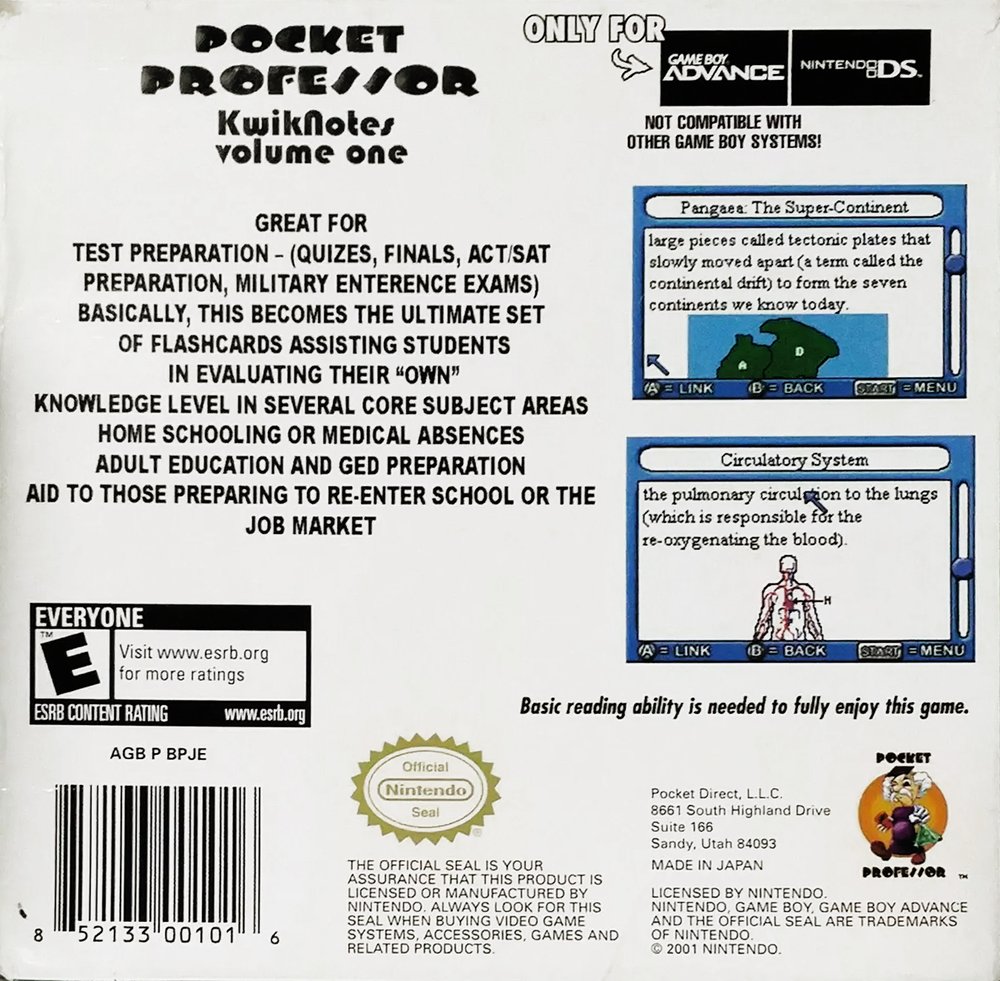 POCKET
PROFESSOR
KwikNotes
volume one
ONLY FOR
GAME BOY
ADVANCE
NINTENDO DS™
NOT COMPATIBLE WITH
OTHER GAME BOY SYSTEMS!
GREAT FOR
TEST PREPARATION – (QUIZES, FINALS, ACT/SAT
PREPARATION, MILITARY ENTERENCE EXAMS)
BASICALLY, THIS BECOMES THE ULTIMATE SET
OF FLASHCARDS ASSISTING STUDENTS
IN EVALUATING THEIR “OWN”
KNOWLEDGE LEVEL IN SEVERAL CORE SUBJECT AREAS
HOME SCHOOLING OR MEDICAL ABSENCES
ADULT EDUCATION AND GED PREPARATION
AID TO THOSE PREPARING TO RE-ENTER SCHOOL OR THE
JOB MARKET
Pangaea: The Super-Continent
large pieces called tectonic plates that
slowly moved apart (a term called the
continental drift) to form the seven
continents we know today.
A
D
A = LINK B = BACK START = MENU
Circulatory System
the pulmonary circulation to the lungs
(which is responsible for the
re-oxygenating the blood).
H
A = LINK B = BACK START = MENU
Basic reading ability is needed to fully enjoy this game.
EVERYONE
TM
E
Visit www.esrb.org
for more ratings
ESRB CONTENT RATING www.esrb.org
AGB P BPJE
8 52133 00101 6
Official
Nintendo
Seal
®
THE OFFICIAL SEAL IS YOUR
ASSURANCE THAT THIS PRODUCT IS
LICENSED OR MANUFACTURED BY
NINTENDO. ALWAYS LOOK FOR THIS
SEAL WHEN BUYING VIDEO GAME
SYSTEMS, ACCESSORIES, GAMES AND
RELATED PRODUCTS.
Pocket Direct, L.L.C.
8661 South Highland Drive
Suite 166
Sandy, Utah 84093
MADE IN JAPAN
POCKET
PROFESSOR ™
LICENSED BY NINTENDO.
NINTENDO, GAME BOY, GAME BOY ADVANCE
AND THE OFFICIAL SEAL ARE TRADEMARKS
OF NINTENDO.
© 2001 NINTENDO.